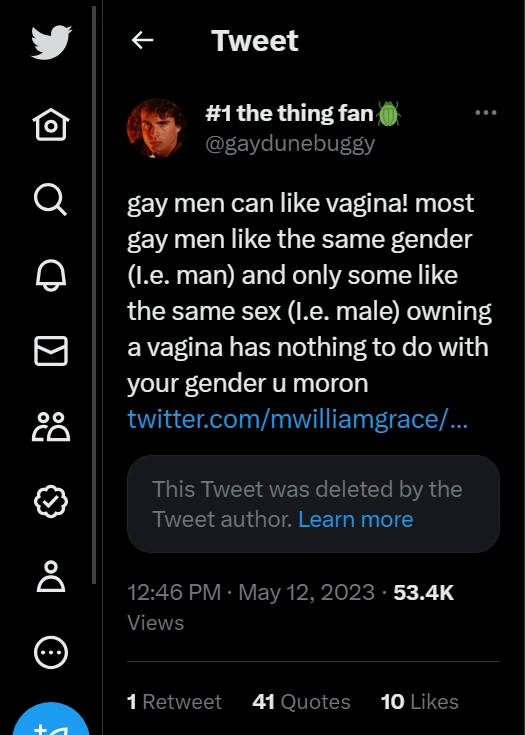 Tweet
#1 the thing fan🪲
@gaydunebuggy
gay men can like vagina! most
gay men like the same gender
(I.e. man) and only some like
the same sex (I.e. male) owning
a vagina has nothing to do with
your gender u moron
twitter.com/mwilliamgrace/...
This Tweet was deleted by the
Tweet author. Learn more
12:46 PM · May 12, 2023 · 53.4K
Views
1 Retweet 41 Quotes 10 Likes